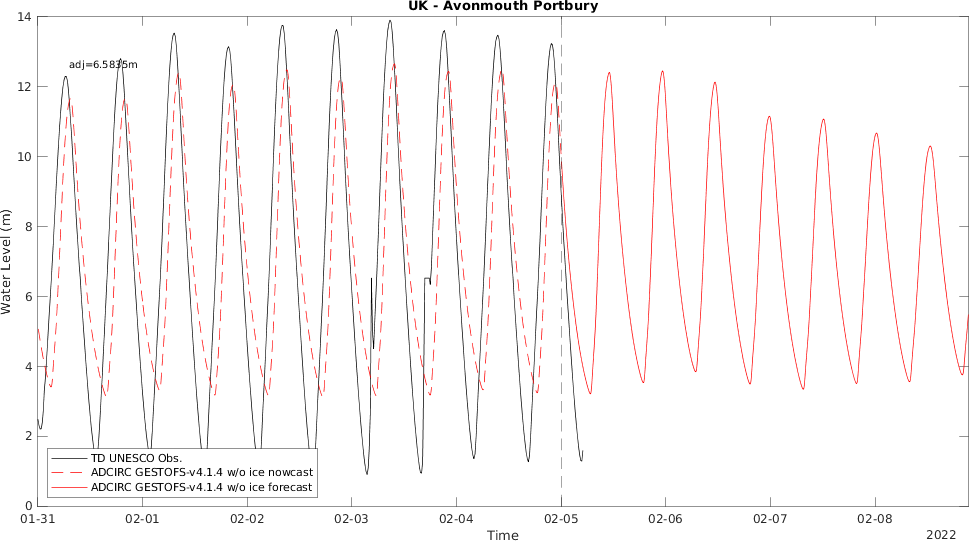 UK - Avonmouth Portbury
14
12
10
8
6
4
2
0
Water Level (m)
adj=6.5835m
TD UNESCO Obs.
ADCIRC GESTOFS-v4.1.4 w/o ice nowcast
ADCIRC GESTOFS-v4.1.4 w/o ice forecast
01-31 02-01 02-02 02-03 02-04 02-05 02-06 02-07 02-08
Time
2022